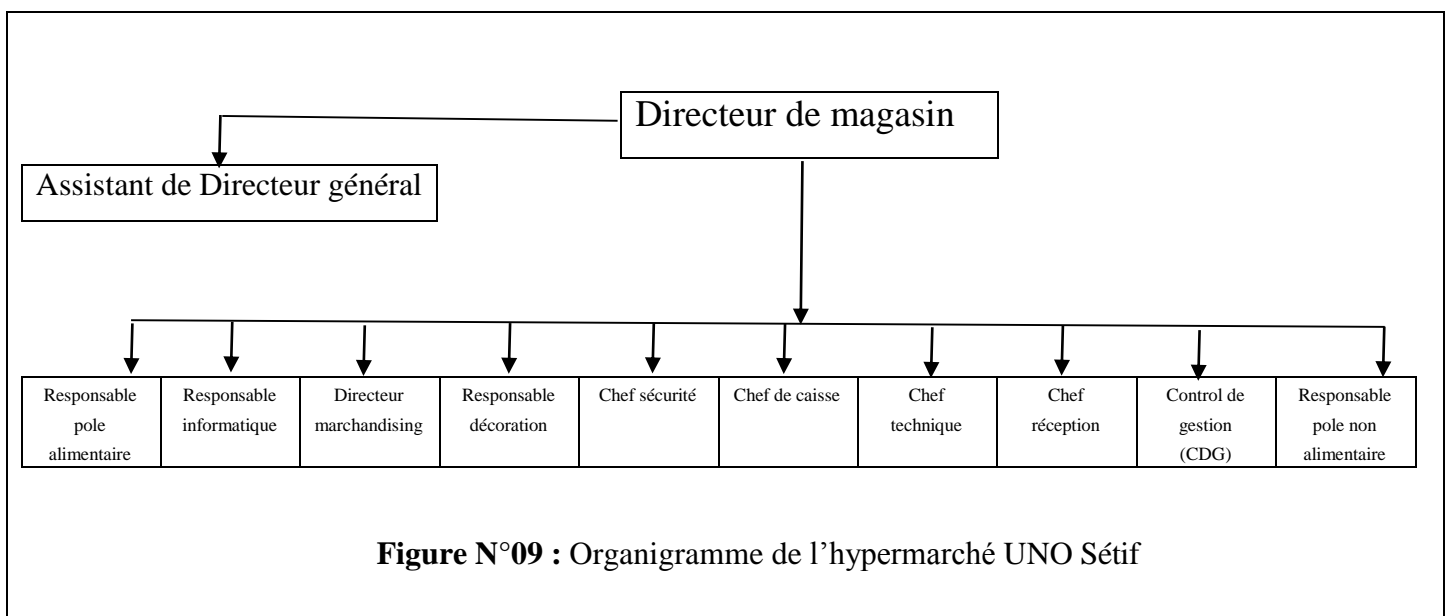 Directeur de magasin
Assistant de Directeur général
Responsable
pole
alimentaire
Responsable
informatique
Directeur
marchandising
Responsable
décoration
Chef sécurité
Chef de caisse
Chef
technique
Chef
réception
Control de
gestion
(CDG)
Responsable
pole non
alimentaire
Figure N°09 : Organigramme de l’hypermarché UNO Sétif